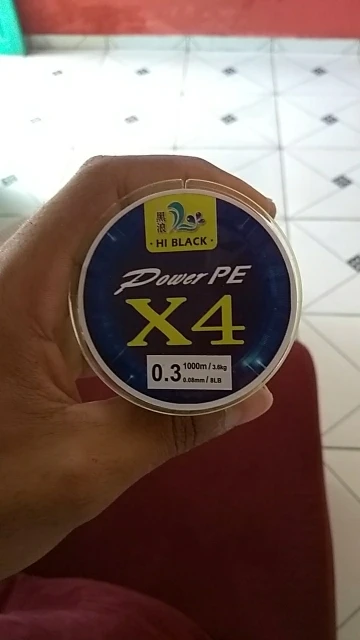 黑浪
· HI BLACK ·
Power PE
X4
0.3 1000m / 3.6kg
0.08mm / 8LB